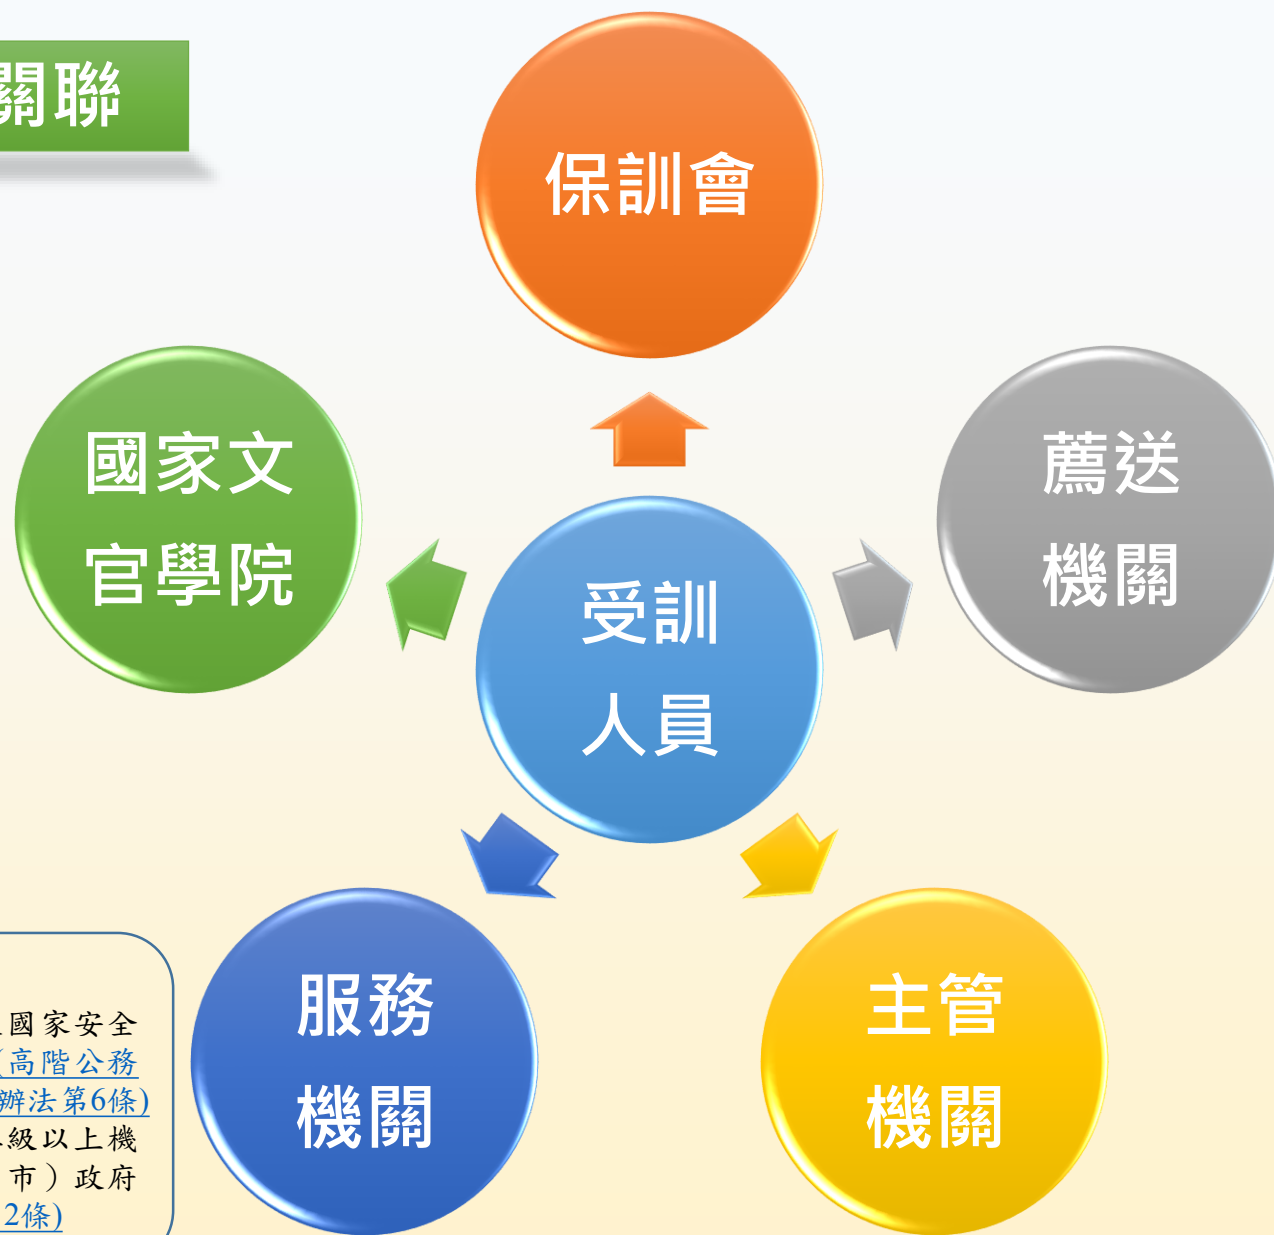 關聯
保訓會
國家文
官學院
薦送
機關
受訓
人員
服務
機關
主管
機關
國家安全
(高階公務
辦法第6條)
級以上機
市）政府
2條)